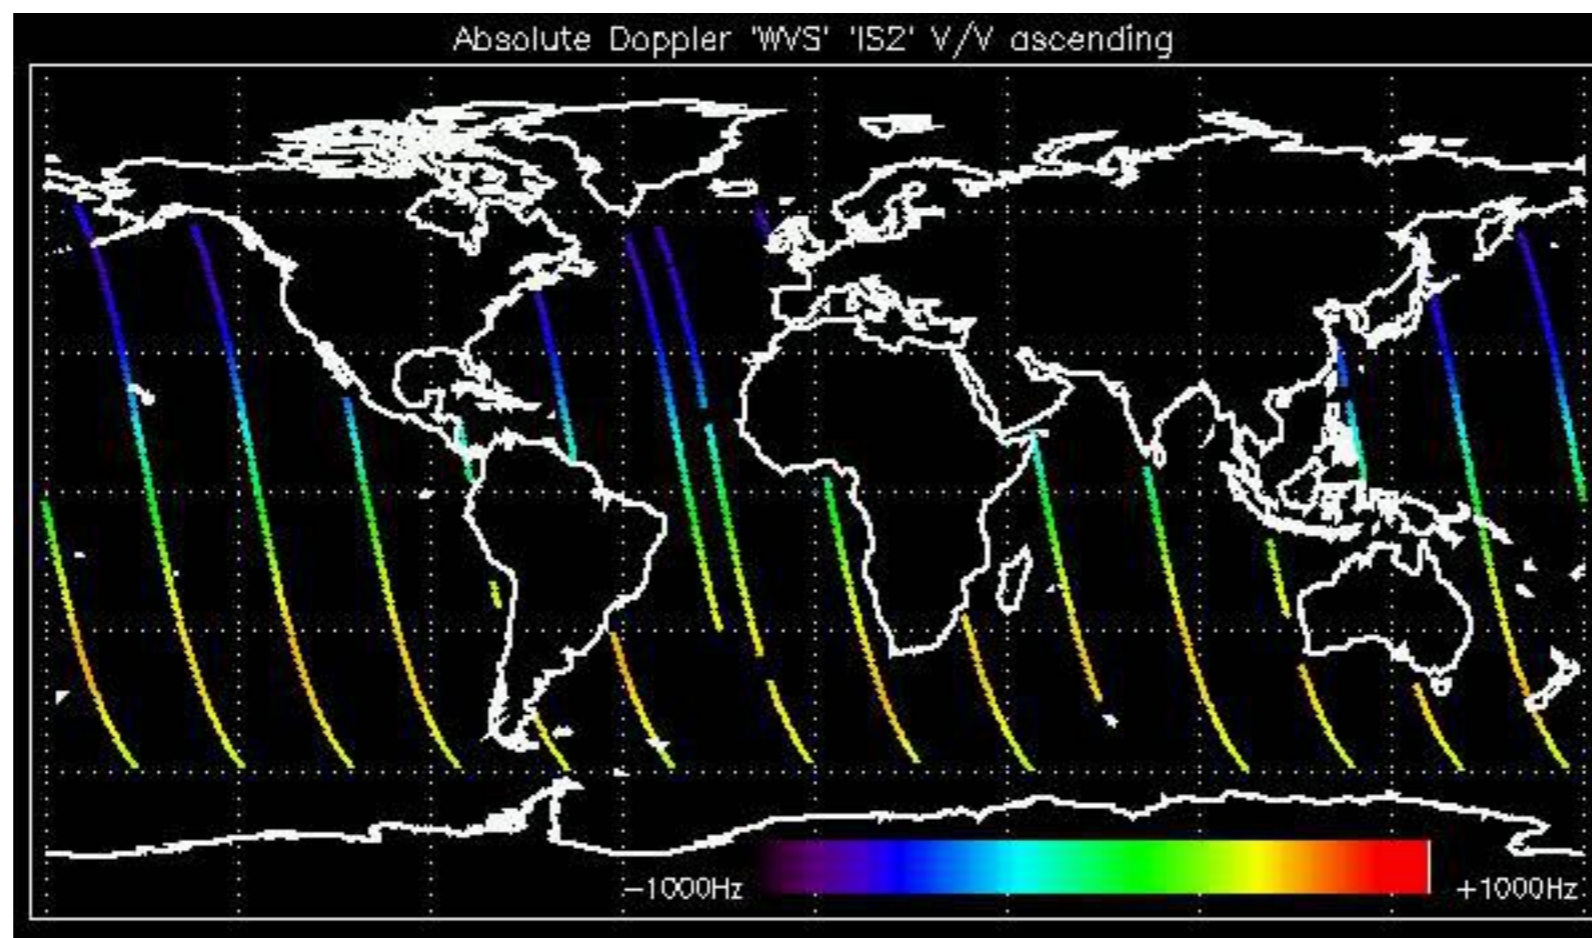 Absolute Doppler 'WVS' 'IS2' V/V ascending
−1000Hz +1000Hz